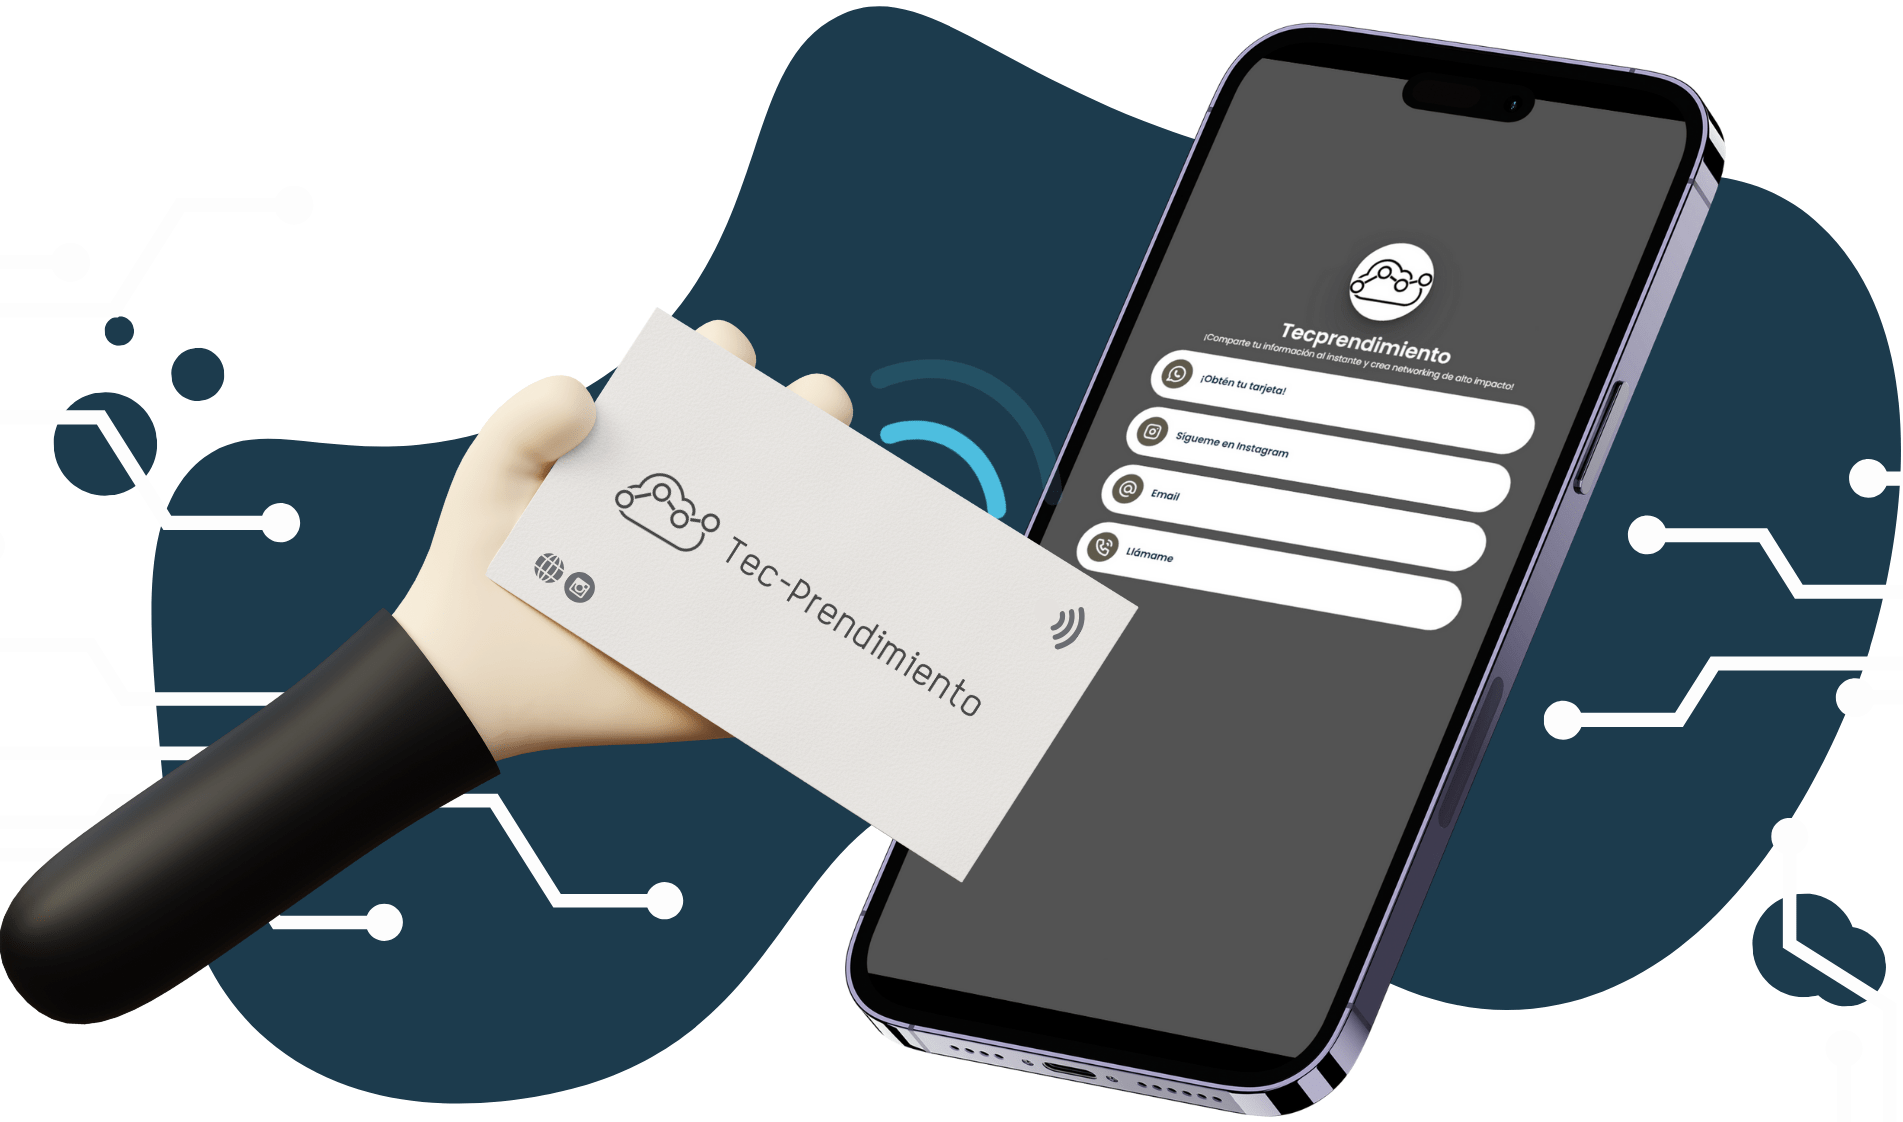 Tec-Prendimiento
Tecprendimiento
¡Comparte tu información al instante y crea networking de alto impacto!
¡Obtén tu tarjeta!
Sígueme en Instagram
Email
Llámame